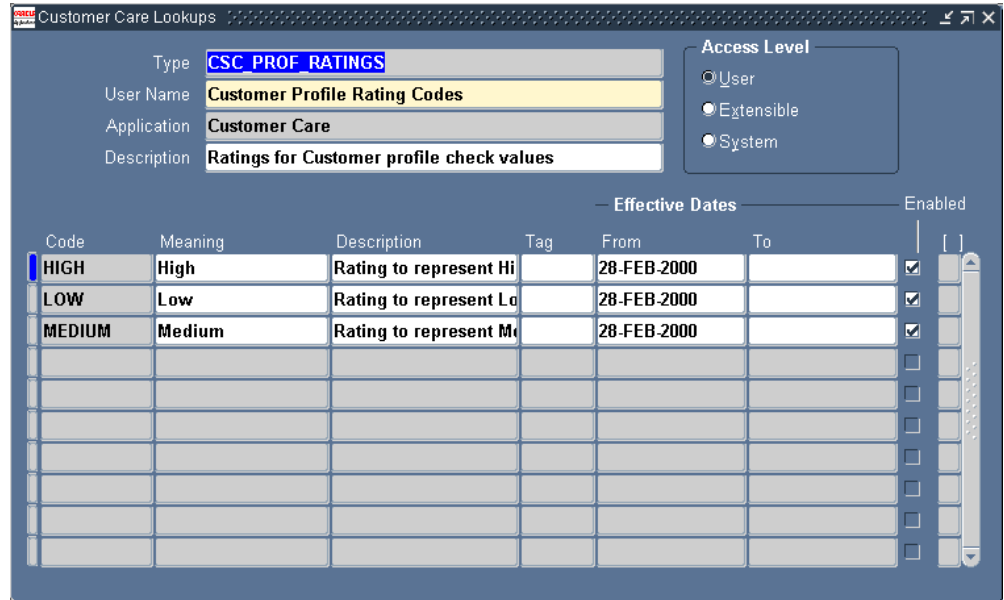 Customer Care Lookups
Access Level
Type CSC_PROF_RATINGS
User
User Name Customer Profile Rating Codes
Extensible
Application Customer Care
System
Description Ratings for Customer profile check values
Effective Dates Enabled
Code Meaning Description Tag From To [ ]
HIGH High Rating to represent Hi 28-FEB-2000
LOW Low Rating to represent Lo 28-FEB-2000
MEDIUM Medium Rating to represent Me 28-FEB-2000